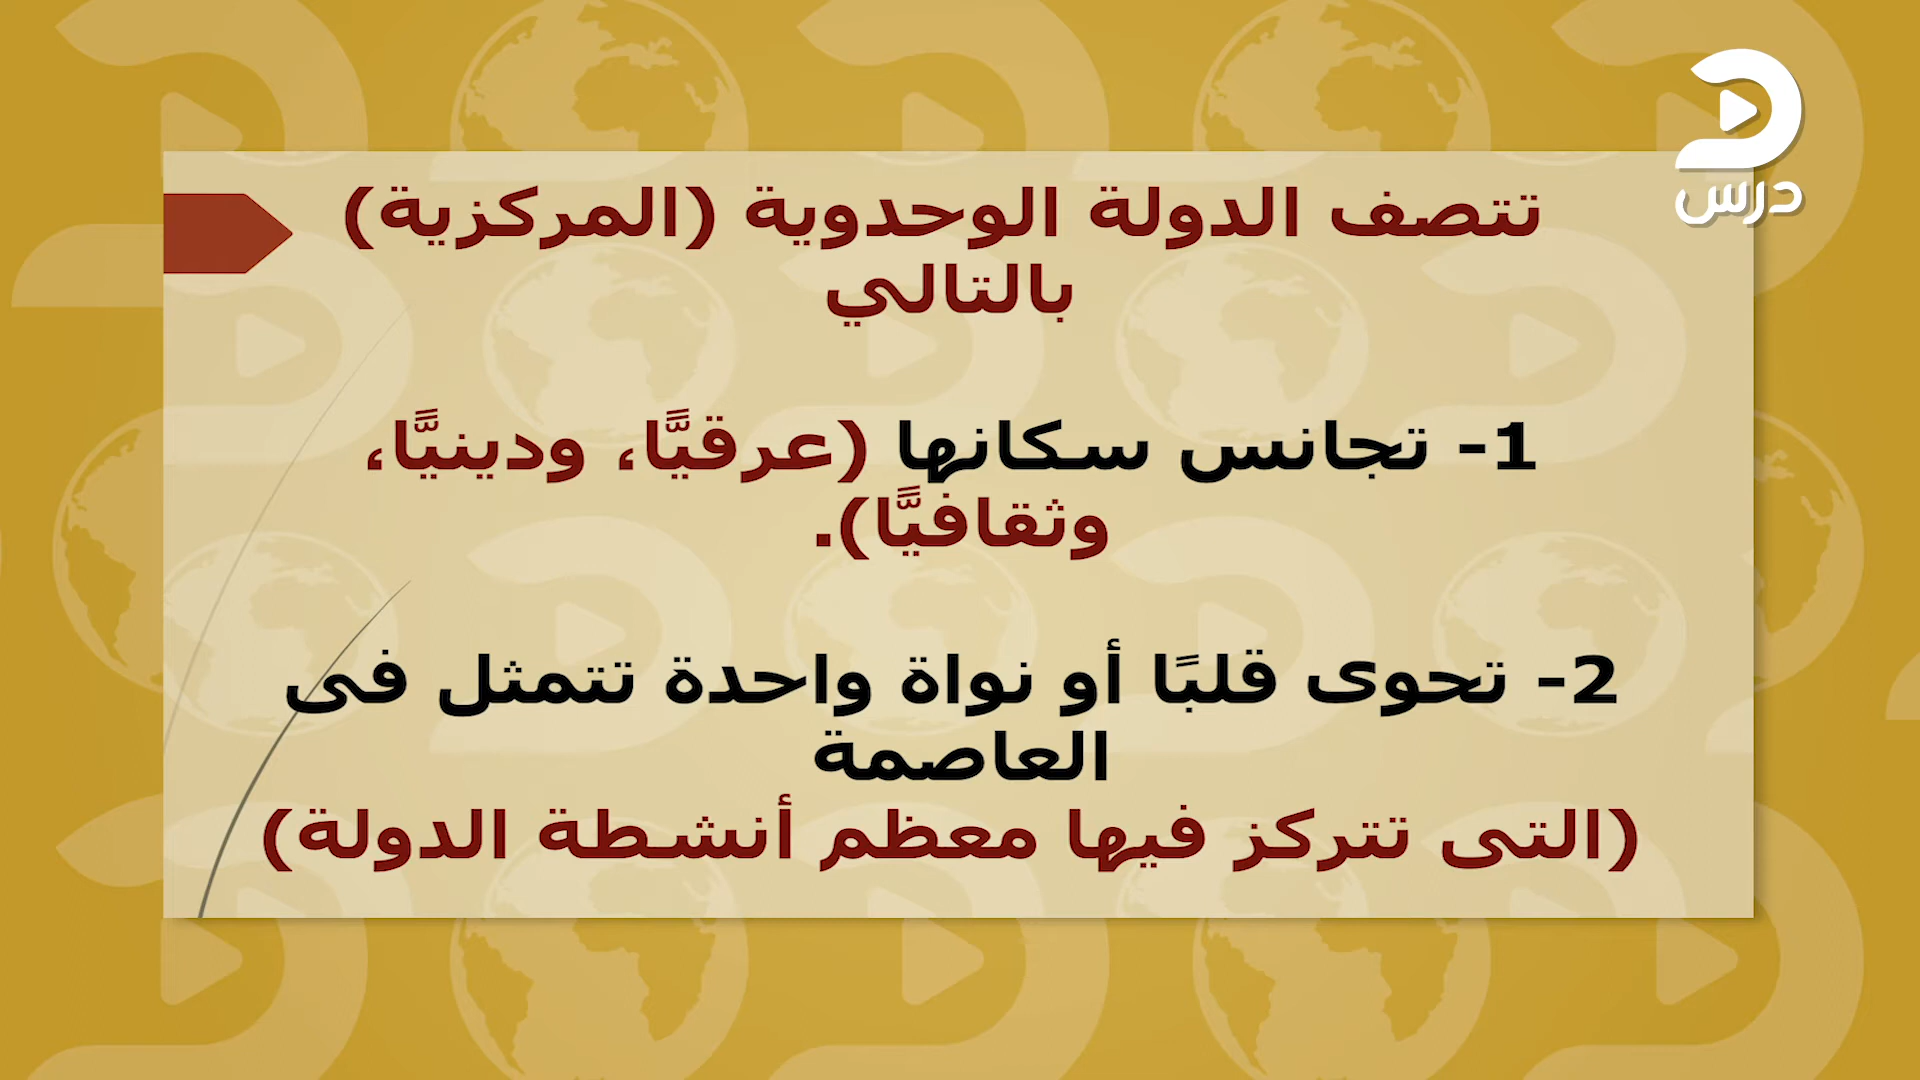 درس
تتصف الدولة الوحدوية (المركزية)
بالتالي
1- تجانس سكانها (عرقيًّا، ودينيًّا،
وثقافيًّا).
2- تحوى قلبًا أو نواة واحدة تتمثل فى
العاصمة
(التى تتركز فيها معظم أنشطة الدولة)